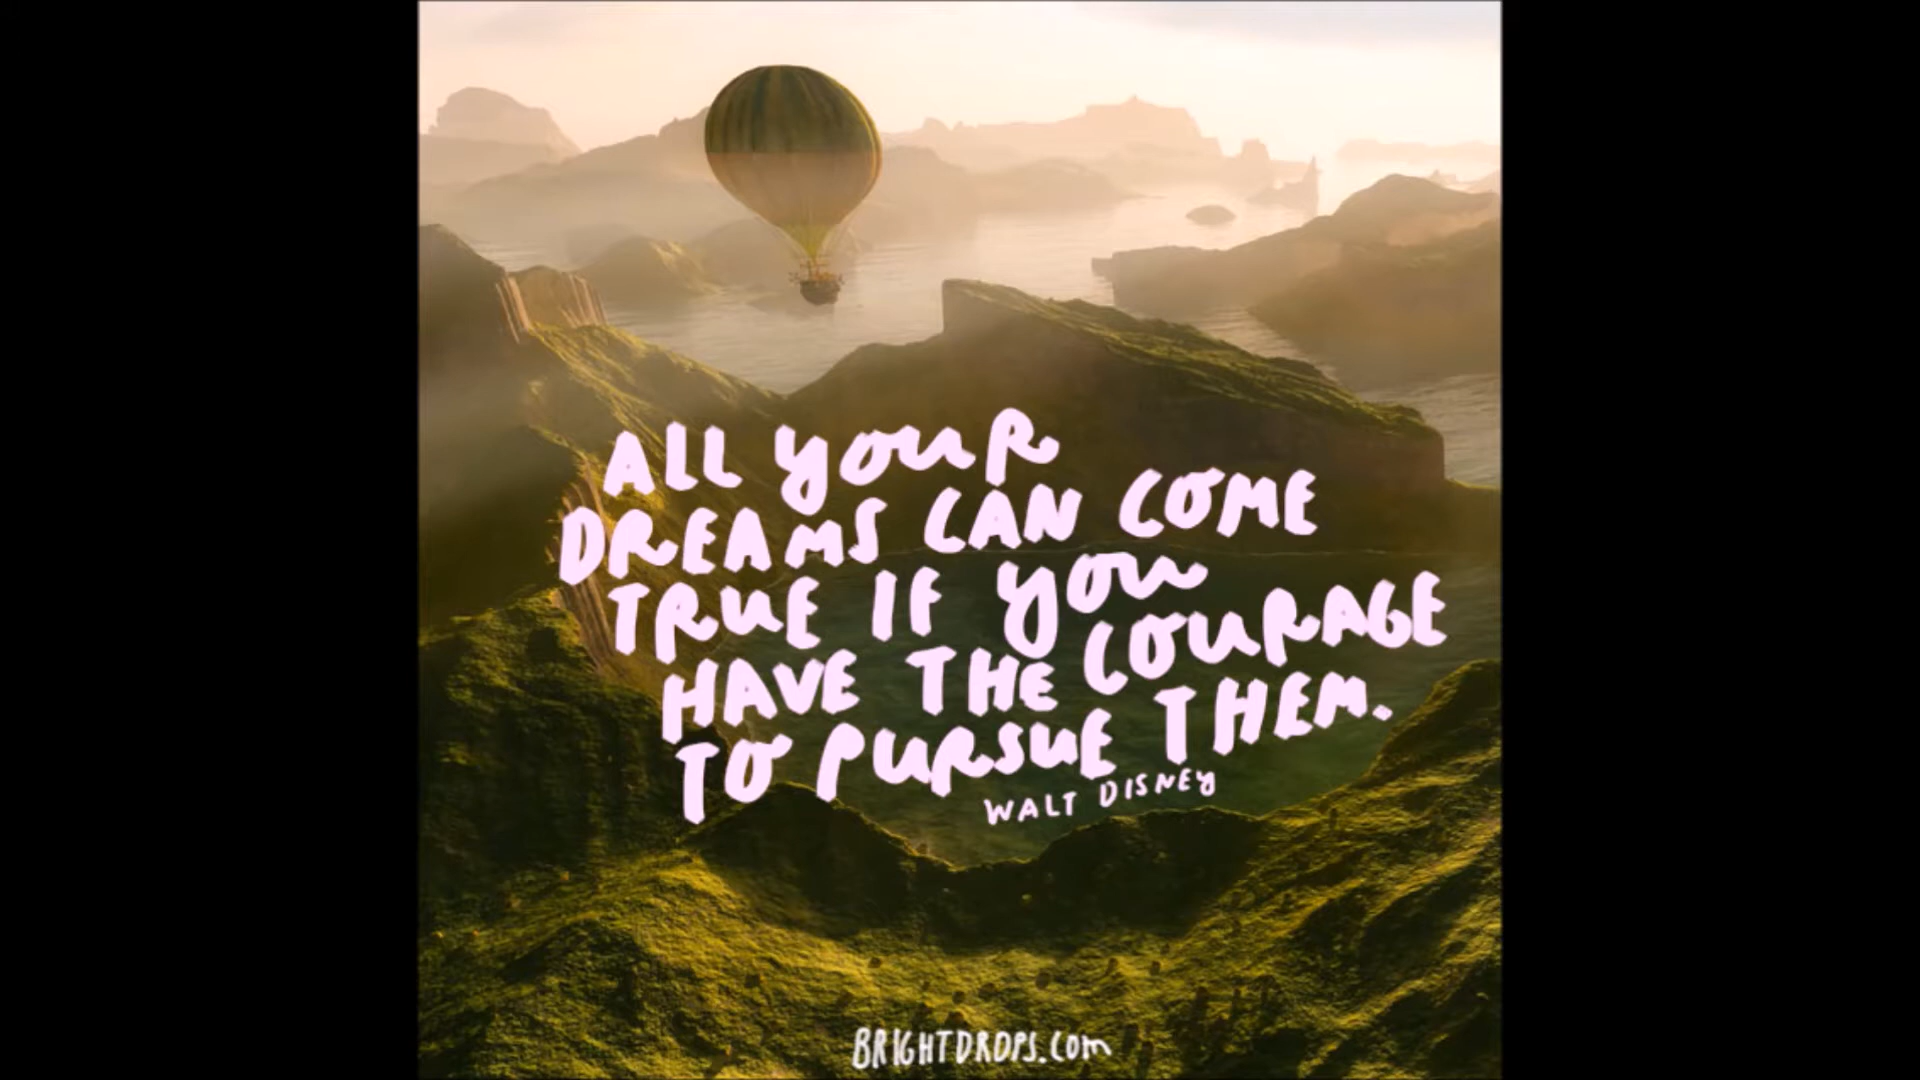 ALL your
DREAMS CAN COME
TRUE IF you
HAVE THE COURAGE
TO PURSUE THEM.
WALT DISNEY
BRIGHTDROPS.COM